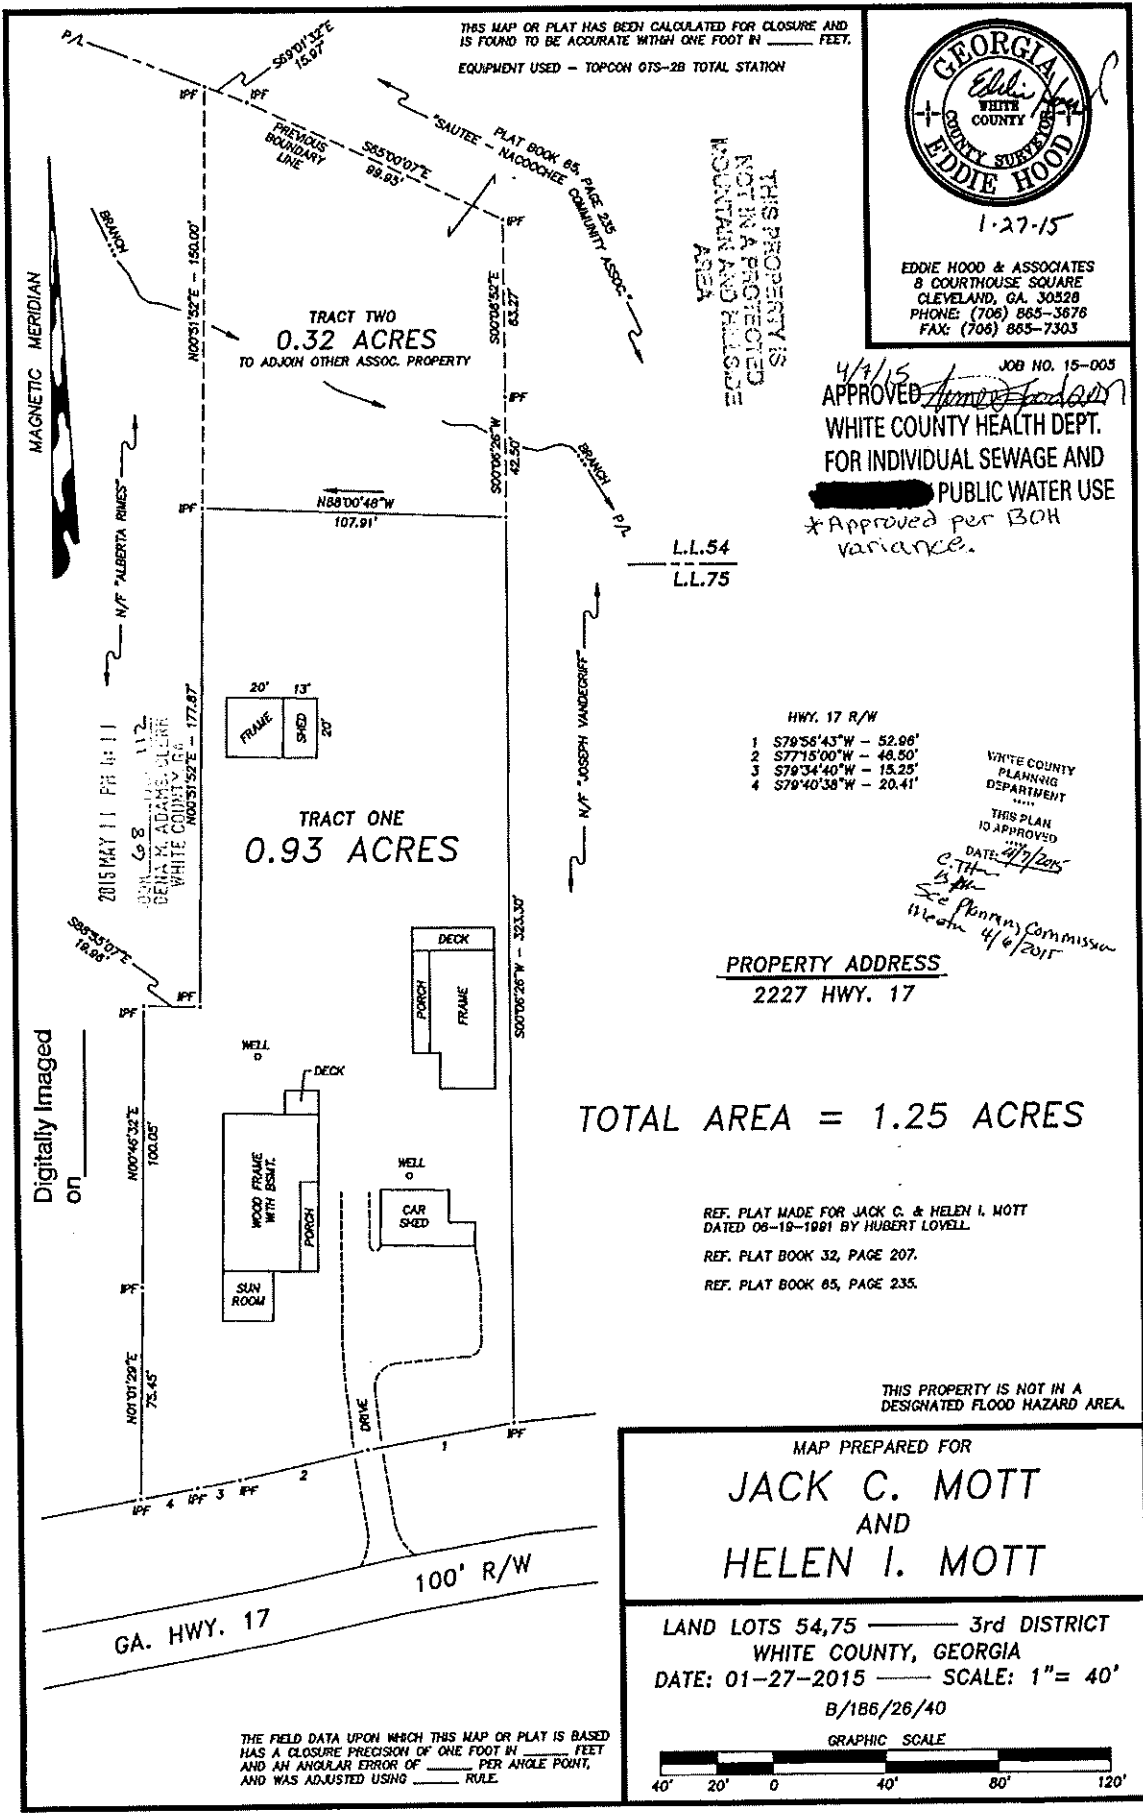 THIS MAP OR PLAT HAS BEEN CALCULATED FOR CLOSURE AND
IS FOUND TO BE ACCURATE WITHIN ONE FOOT IN ______ FEET.
EQUIPMENT USED - TOPCON GTS-2B TOTAL STATION
GEORGIA
WHITE
COUNTY
COUNTY SURVEYOR
EDDIE HOOD
1-27-15
EDDIE HOOD & ASSOCIATES
8 COURTHOUSE SQUARE
CLEVELAND, GA. 30528
PHONE: (706) 865-3676
FAX: (706) 865-7303
JOB NO. 15-005
P/L
S69°01'32"E
15.97'
IPF
IPF
PREVIOUS
BOUNDARY
LINE
S65°00'07"E
99.93'
IPF
PLAT BOOK 65, PAGE 235
"SAUTEE - NACOOCHEE COMMUNITY ASSOC."
THIS PROPERTY IS
NOT IN A PROTECTED
MOUNTAIN AND HILLSIDE
AREA
MAGNETIC MERIDIAN
BRANCH
N00°51'52"E - 150.00'
TRACT TWO
0.32 ACRES
TO ADJOIN OTHER ASSOC. PROPERTY
S00°08'52"E
63.27'
IPF
S00°06'26"W
42.50'
BRANCH
P/L
4/7/15
APPROVED
WHITE COUNTY HEALTH DEPT.
FOR INDIVIDUAL SEWAGE AND
PUBLIC WATER USE
*Approved per BOH
variance.
IPF
N88°00'48"W
107.91'
L.L.54
L.L.75
N/F "ALBERTA RIMES"
N/F "JOSEPH VANDEGRIFF"
N00°51'52"E - 177.87'
2015 MAY 11 PM 4:11
68 112
DENA M. ADAMS, CLERK
WHITE COUNTY, GA
20' 13'
FRAME
SHED
20'
TRACT ONE
0.93 ACRES
HWY. 17 R/W
1 S79°56'43"W - 52.96'
2 S77°15'00"W - 46.50'
3 S79°34'40"W - 15.25'
4 S79°40'38"W - 20.41'
WHITE COUNTY
PLANNING
DEPARTMENT
THIS PLAN
IS APPROVED
DATE: 4/7/2015
See Planning Commission
4/6/2015
S88°55'07"E
19.96'
IPF
IPF
DECK
PORCH
FRAME
S00°06'26"W - 323.30'
PROPERTY ADDRESS
2227 HWY. 17
Digitally Imaged
on ______
WELL
DECK
N00°46'32"E
100.05'
WOOD FRAME
WITH BSMT.
PORCH
WELL
CAR
SHED
TOTAL AREA = 1.25 ACRES
REF. PLAT MADE FOR JACK C. & HELEN I. MOTT
DATED 06-19-1991 BY HUBERT LOVELL
REF. PLAT BOOK 32, PAGE 207.
REF. PLAT BOOK 65, PAGE 235.
IPF
SUN
ROOM
N01°01'29"E
75.45'
DRIVE
THIS PROPERTY IS NOT IN A
DESIGNATED FLOOD HAZARD AREA.
IPF 4 IPF 3 IPF 2 1 IPF
100' R/W
GA. HWY. 17
MAP PREPARED FOR
JACK C. MOTT
AND
HELEN I. MOTT
LAND LOTS 54,75 —— 3rd DISTRICT
WHITE COUNTY, GEORGIA
DATE: 01-27-2015 —— SCALE: 1"= 40'
B/186/26/40
GRAPHIC SCALE
40' 20' 0 40' 80' 120'
THE FIELD DATA UPON WHICH THIS MAP OR PLAT IS BASED
HAS A CLOSURE PRECISION OF ONE FOOT IN ______ FEET
AND AN ANGULAR ERROR OF ______ PER ANGLE POINT,
AND WAS ADJUSTED USING ______ RULE.